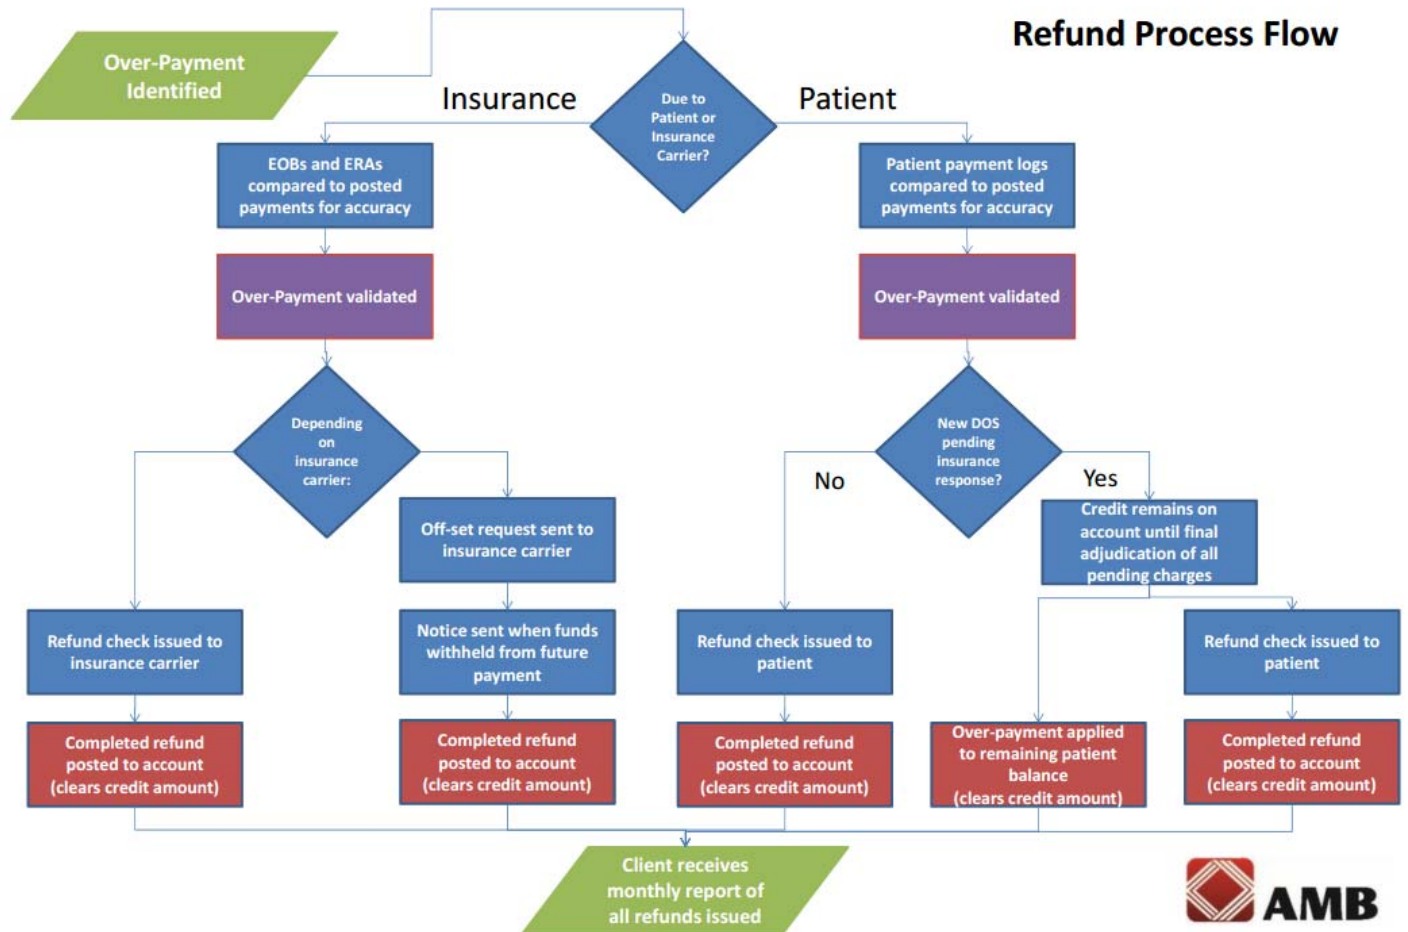 Refund Process Flow
Over-Payment
Identified
Insurance
Patient
Due to
Patient or
Insurance
Carrier?
EOBs and ERAs
compared to posted
payments for accuracy
Patient payment logs
compared to posted
payments for accuracy
Over-Payment validated
Over-Payment validated
Depending
on
insurance
carrier:
New DOS
pending
insurance
response?
No
Yes
Off-set request sent to
insurance carrier
Credit remains on
account until final
adjudication of all
pending charges
Refund check issued to
insurance carrier
Notice sent when funds
withheld from future
payment
Refund check issued to
patient
Refund check issued to
patient
Completed refund
posted to account
(clears credit amount)
Completed refund
posted to account
(clears credit amount)
Completed refund
posted to account
(clears credit amount)
Over-payment applied
to remaining patient
balance
(clears credit amount)
Completed refund
posted to account
(clears credit amount)
Client receives
monthly report of
all refunds issued
AMB